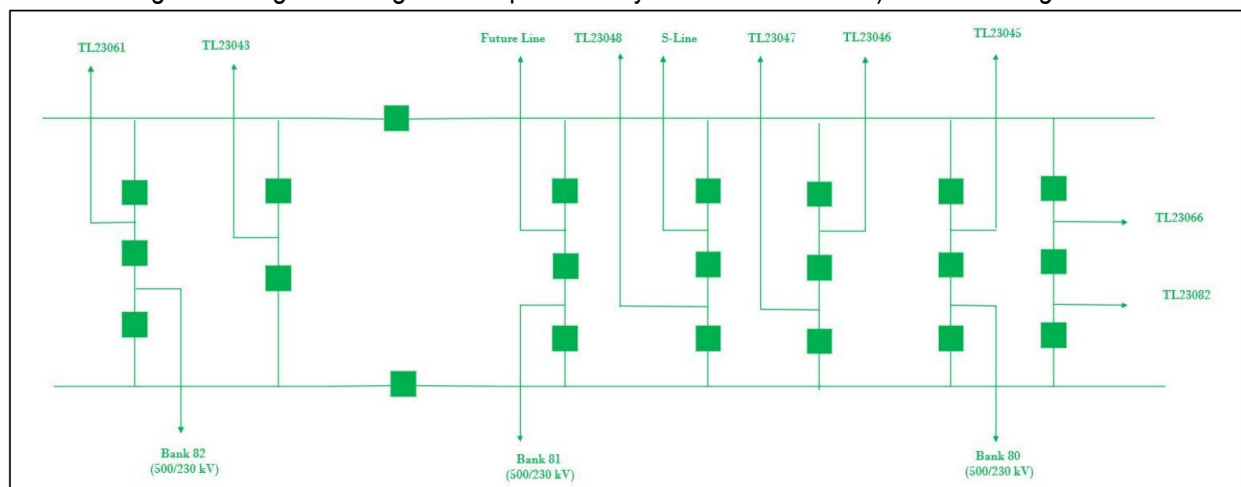 TL23061
TL23043
Future Line
TL23048
S-Line
TL23047
TL23046
TL23045
TL23066
TL23082
Bank 82
(500/230 kV)
Bank 81
(500/230 kV)
Bank 80
(500/230 kV)